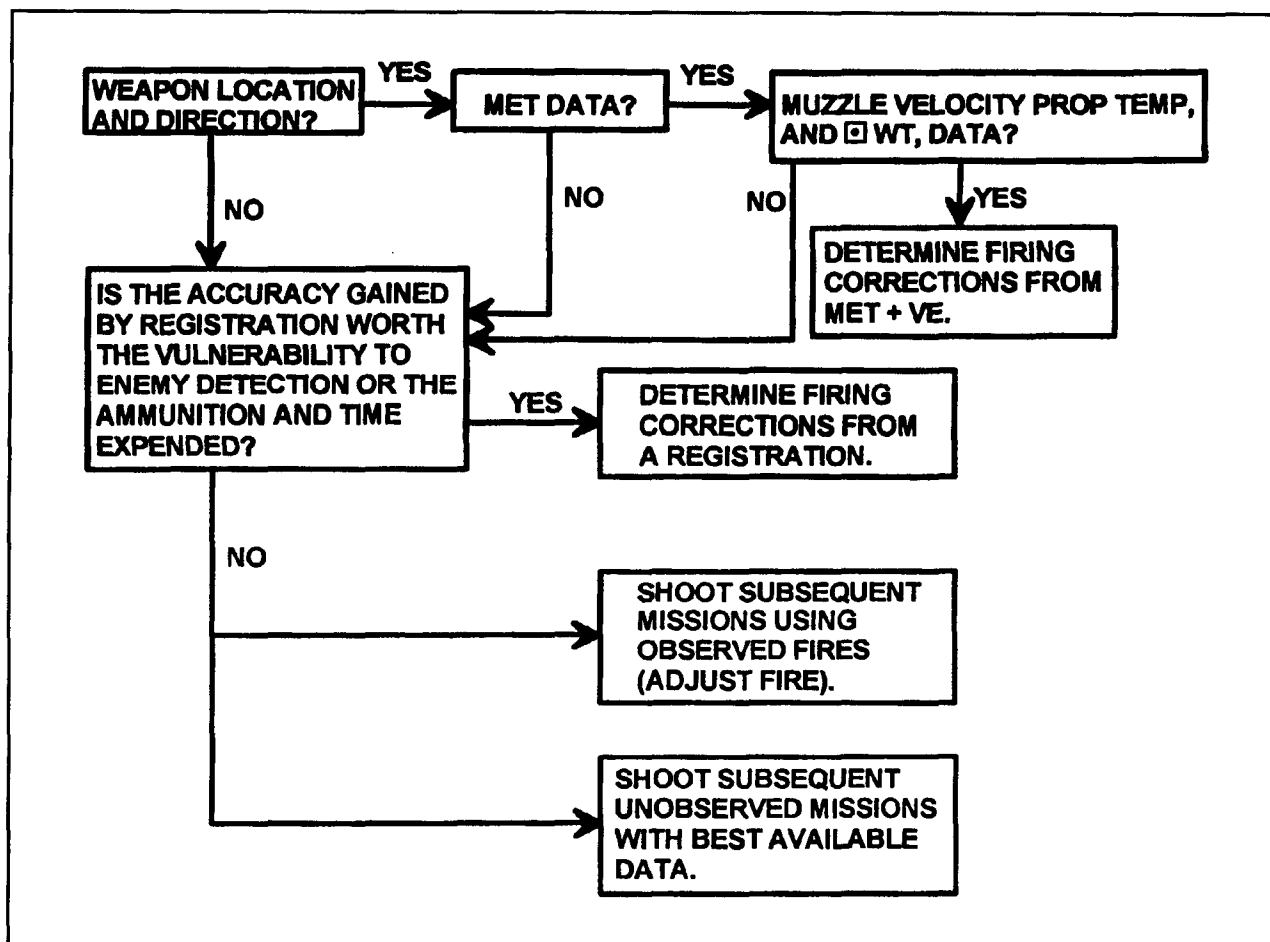 WEAPON LOCATION
AND DIRECTION?
YES
MET DATA?
YES
MUZZLE VELOCITY PROP TEMP,
AND ⊡ WT, DATA?
NO
NO
NO
YES
DETERMINE FIRING
CORRECTIONS FROM
MET + VE.
IS THE ACCURACY GAINED
BY REGISTRATION WORTH
THE VULNERABILITY TO
ENEMY DETECTION OR THE
AMMUNITION AND TIME
EXPENDED?
YES
DETERMINE FIRING
CORRECTIONS FROM
A REGISTRATION.
NO
SHOOT SUBSEQUENT
MISSIONS USING
OBSERVED FIRES
(ADJUST FIRE).
SHOOT SUBSEQUENT
UNOBSERVED MISSIONS
WITH BEST AVAILABLE
DATA.